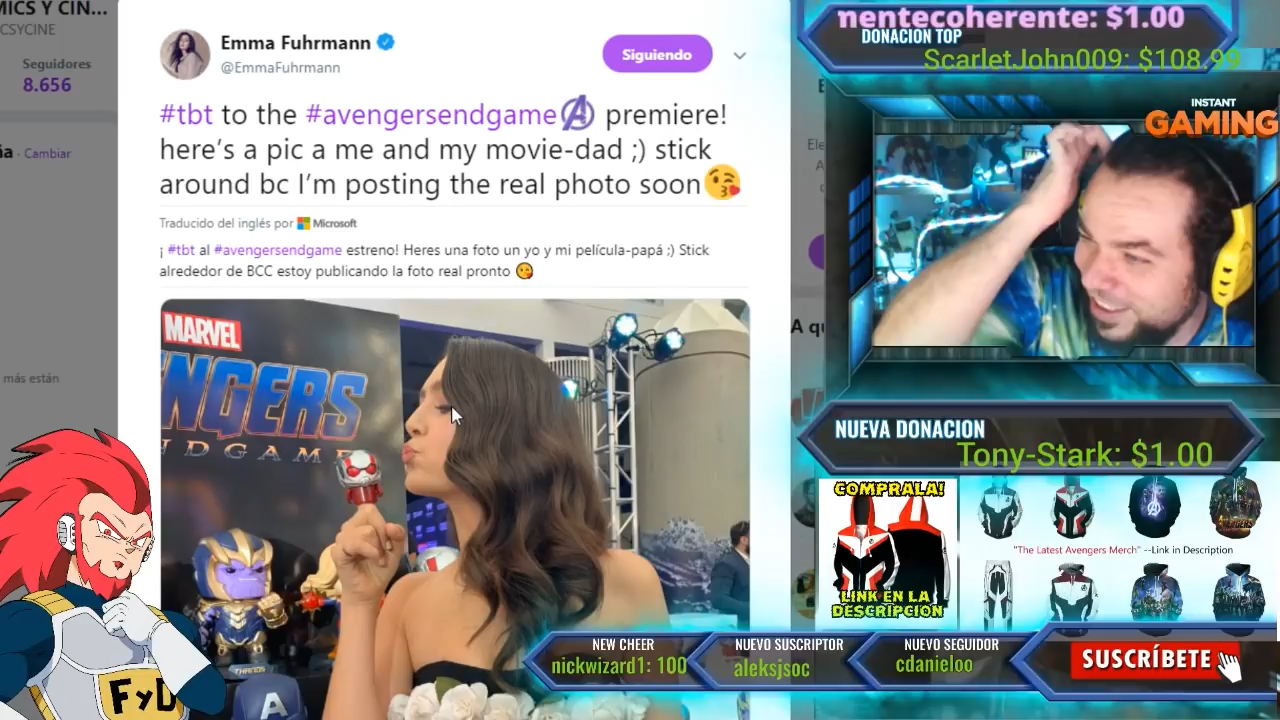 MICS Y CIN...
CSYCINE
Seguidores
8.656
ña · Cambiar
más están
Emma Fuhrmann
@EmmaFuhrmann
Siguiendo
#tbt to the #avengersendgame premiere!
here's a pic a me and my movie-dad ;) stick
around bc I'm posting the real photo soon😘
Traducido del inglés por Microsoft
¡ #tbt al #avengersendgame estreno! Heres una foto un yo y mi película-papá ;) Stick
alrededor de BCC estoy publicando la foto real pronto 😘
MARVEL
NGERS
NDGAME
THANOS
A
FyD
A qu
mentecoherente: $1.00
DONACION TOP
ScarletJohn009: $108.99
INSTANT
GAMING
NUEVA DONACION
Tony-Stark: $1.00
COMPRALA!
LINK EN LA
DESCRIPCION
"The Latest Avengers Merch" --Link in Description
NEW CHEER
nickwizard1: 100
NUEVO SUSCRIPTOR
aleksjsoc
NUEVO SEGUIDOR
cdanieloo
SUSCRÍBETE